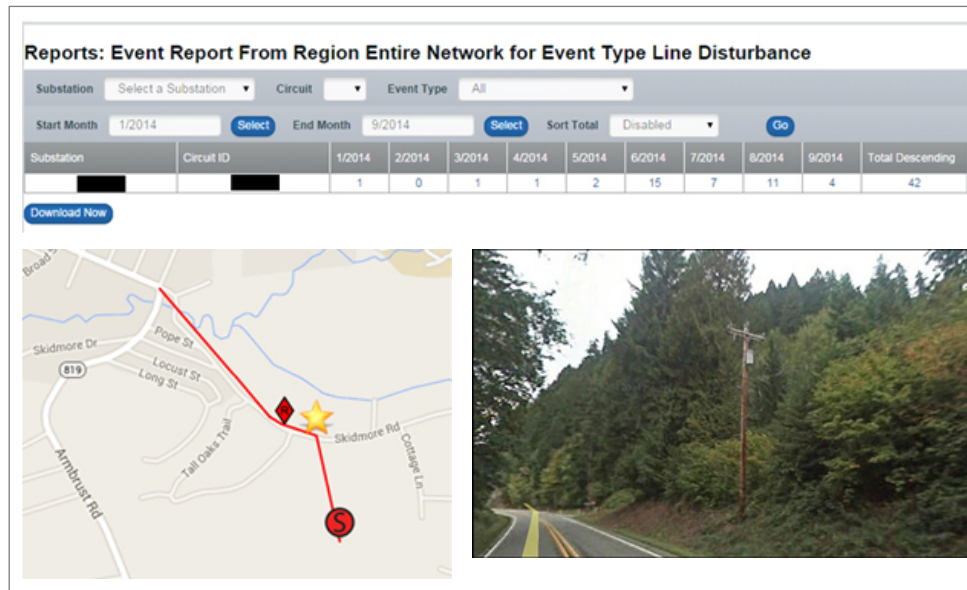 Reports: Event Report From Region Entire Network for Event Type Line Disturbance
Substation Select a Substation Circuit Event Type All
Start Month 1/2014 Select End Month 9/2014 Select Sort Total Disabled Go
Substation Circuit ID 1/2014 2/2014 3/2014 4/2014 5/2014 6/2014 7/2014 8/2014 9/2014 Total Descending
1 0 1 1 2 15 7 11 4 42
Download Now
Broad
Pope St
Skidmore Dr
Locust St
819
Long St
R
Skidmore Rd
Tall Oaks Trail
Cottage Ln
Armbrust Rd
S